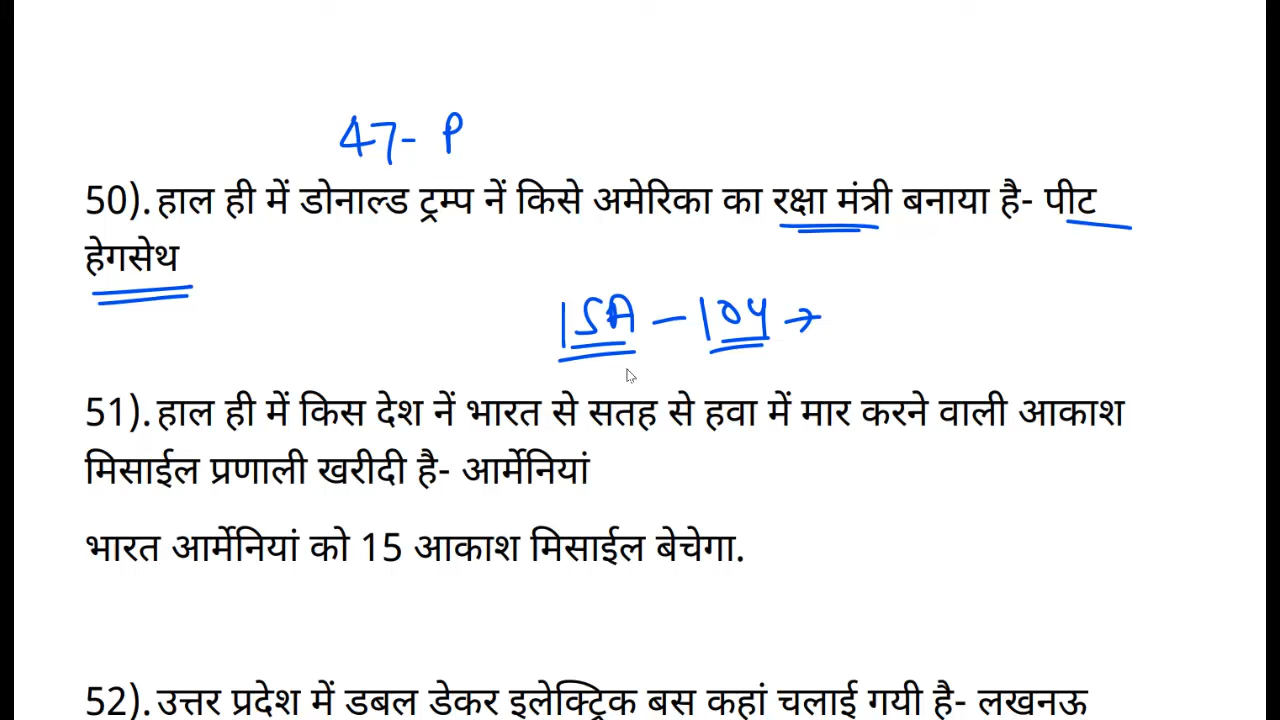 47- P
50). हाल ही में डोनाल्ड ट्रम्प नें किसे अमेरिका का रक्षा मंत्री बनाया है- पीट
हेगसेथ
ISA – 104 →
51). हाल ही में किस देश नें भारत से सतह से हवा में मार करने वाली आकाश
मिसाईल प्रणाली खरीदी है- आर्मेनियां
भारत आर्मेनियां को 15 आकाश मिसाईल बेचेगा.
52). उत्तर प्रदेश में डबल डेकर इलेक्ट्रिक बस कहां चलाई गयी है- लखनऊ